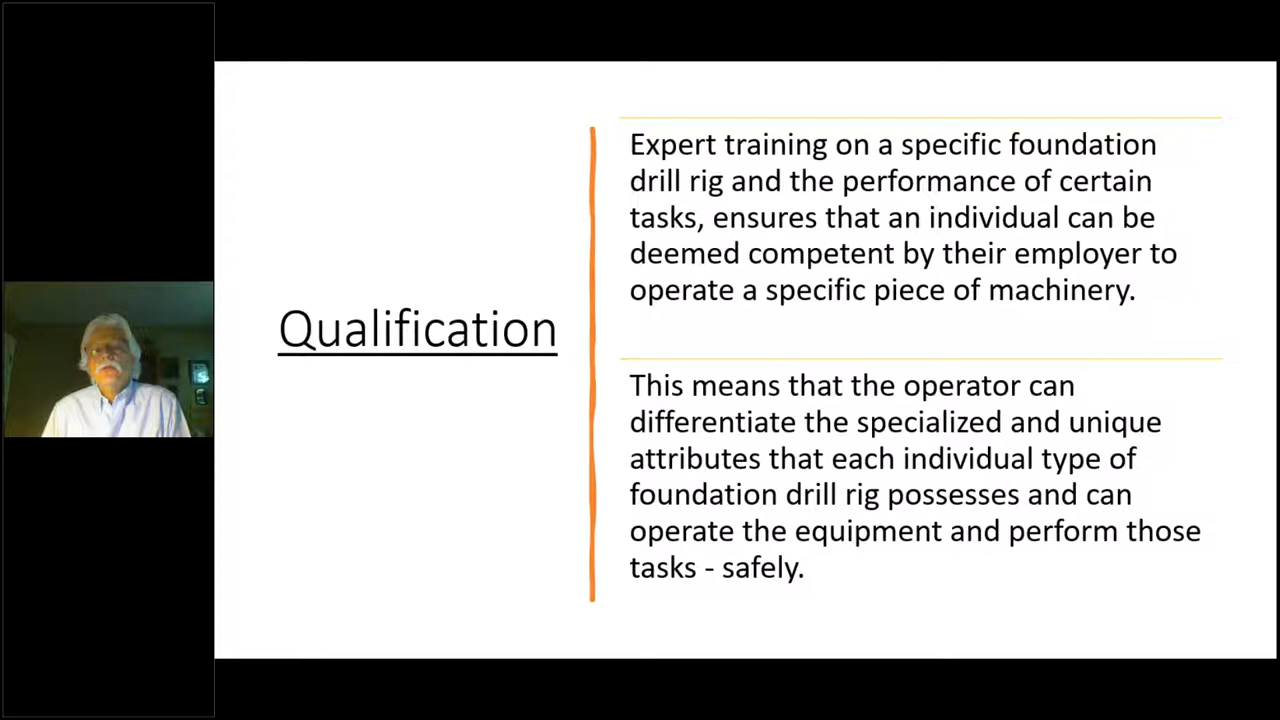 Qualification
Expert training on a specific foundation
drill rig and the performance of certain
tasks, ensures that an individual can be
deemed competent by their employer to
operate a specific piece of machinery.
This means that the operator can
differentiate the specialized and unique
attributes that each individual type of
foundation drill rig possesses and can
operate the equipment and perform those
tasks - safely.